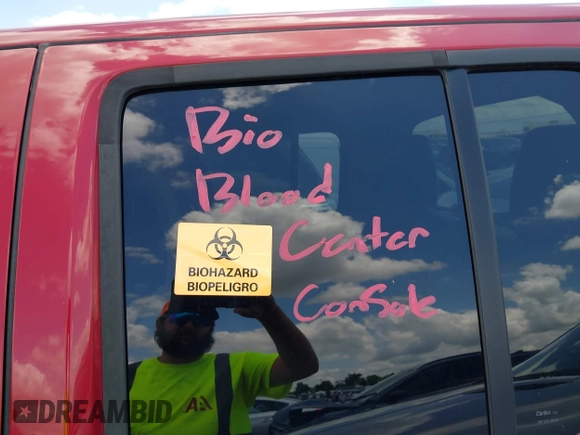 Bio
Blood
Center
Console
BIOHAZARD
BIOPELIGRO
DREAMBID